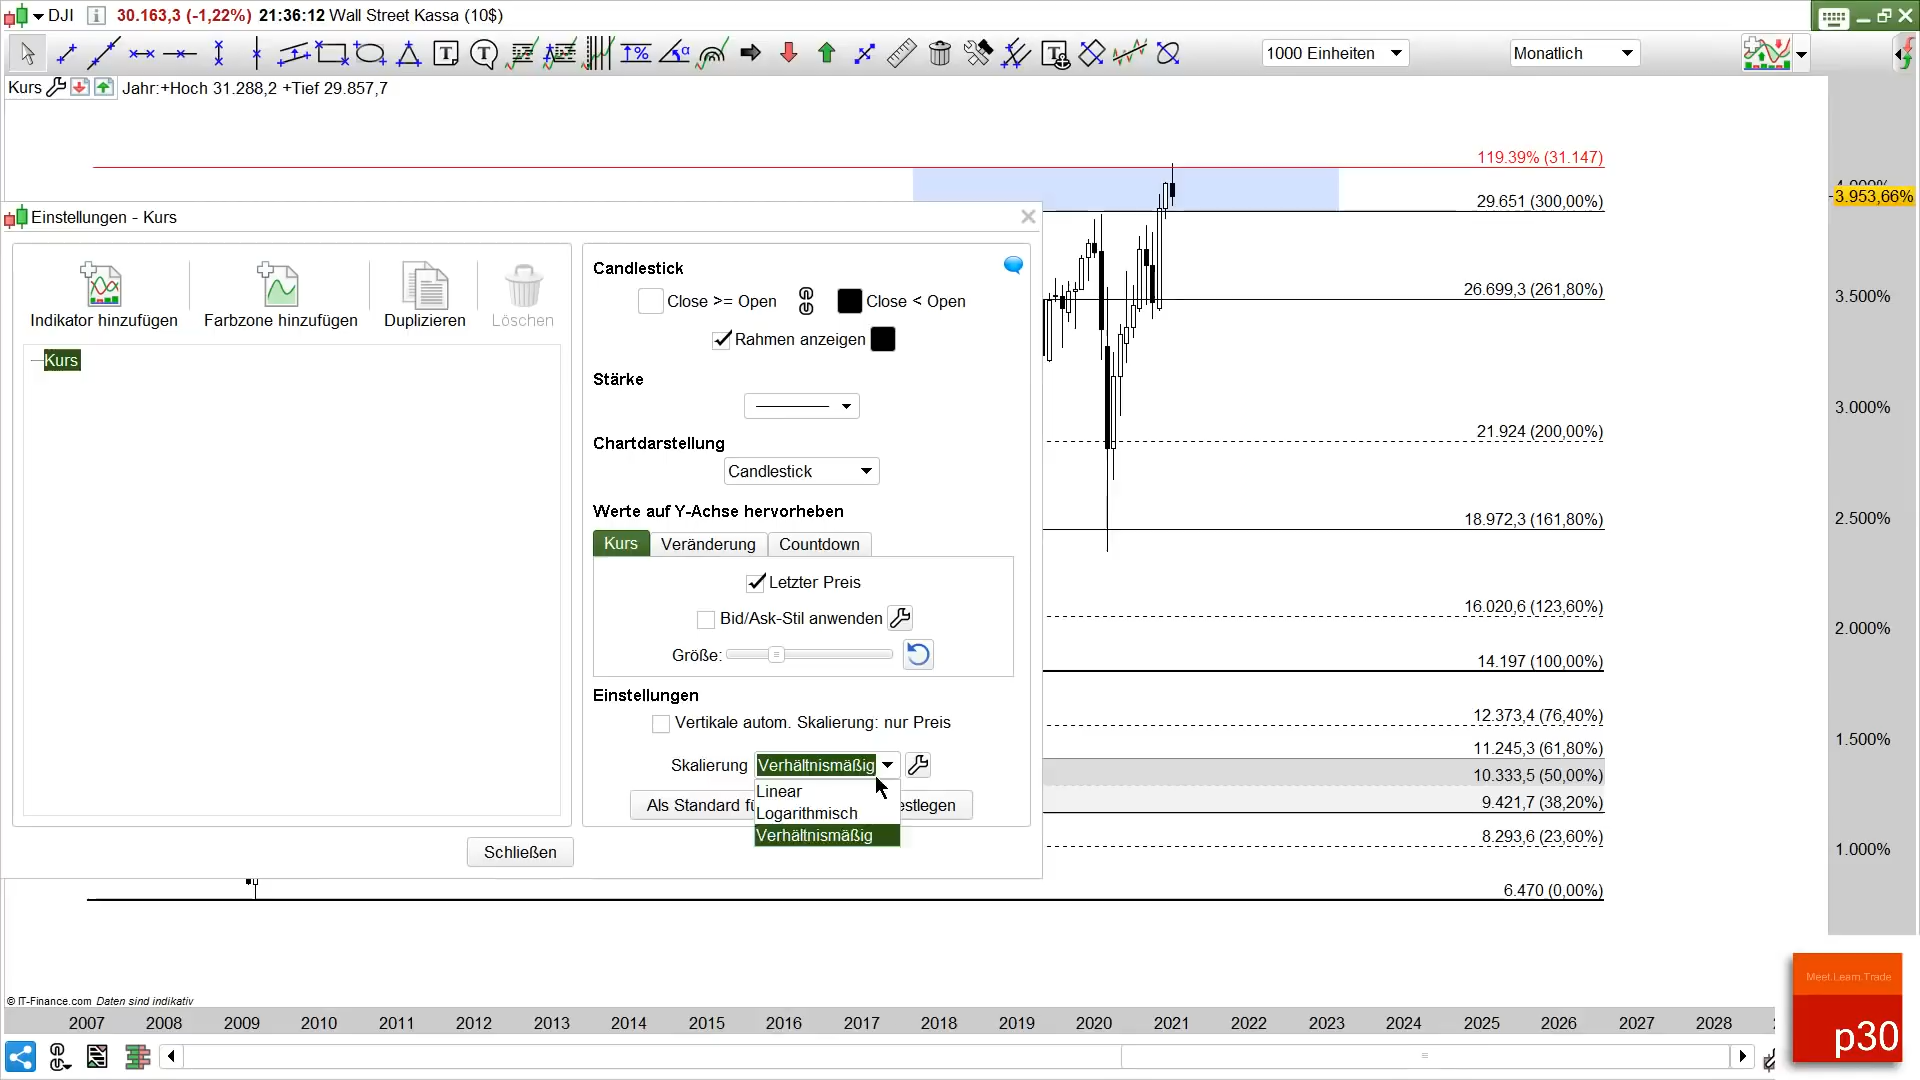 DJI 30.163,3 (-1,22%) 21:36:12 Wall Street Kassa (10$)
1000 Einheiten
Monatlich
Kurs Jahr:+Hoch 31.288,2 +Tief 29.857,7
119.39% (31.147)
29.651 (300,00%)
3.953,66%
Einstellungen - Kurs
Indikator hinzufügen
Farbzone hinzufügen
Duplizieren
Löschen
Kurs
Candlestick
Close >= Open
Close < Open
Rahmen anzeigen
Stärke
Chartdarstellung
Candlestick
Werte auf Y-Achse hervorheben
Kurs
Veränderung
Countdown
Letzter Preis
Bid/Ask-Stil anwenden
Größe:
Einstellungen
Vertikale autom. Skalierung: nur Preis
Skalierung Verhältnismäßig
Linear
Logarithmisch
Verhältnismäßig
Als Standard fü
estlegen
Schließen
26.699,3 (261,80%)
21.924 (200,00%)
18.972,3 (161,80%)
16.020,6 (123,60%)
14.197 (100,00%)
12.373,4 (76,40%)
11.245,3 (61,80%)
10.333,5 (50,00%)
9.421,7 (38,20%)
8.293,6 (23,60%)
6.470 (0,00%)
3.500%
3.000%
2.500%
2.000%
1.500%
1.000%
© IT-Finance.com Daten sind indikativ
2007 2008 2009 2010 2011 2012 2013 2014 2015 2016 2017 2018 2019 2020 2021 2022 2023 2024 2025 2026 2027 2028
Meet.Learn.Trade
p30